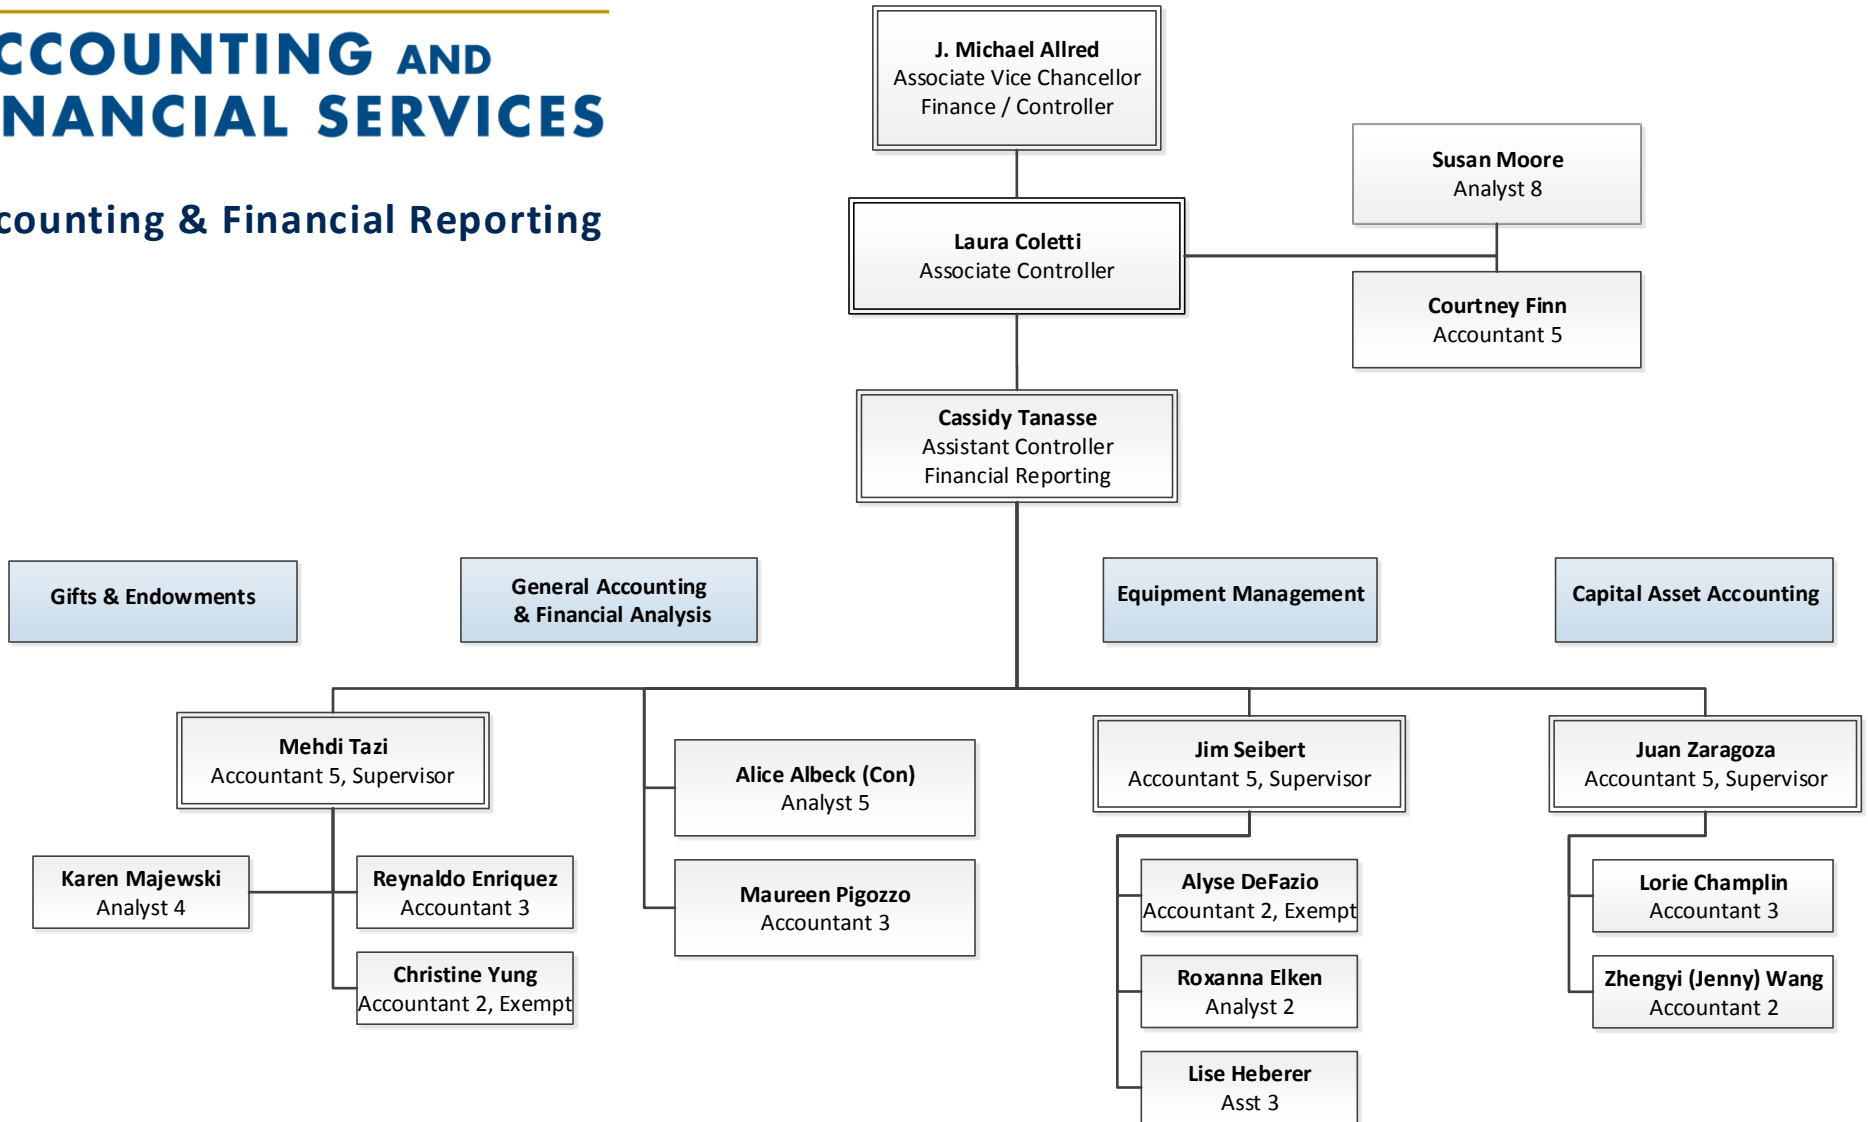 CCOUNTING AND
NANCIAL SERVICES
counting & Financial Reporting
J. Michael Allred
Associate Vice Chancellor
Finance / Controller
Susan Moore
Analyst 8
Laura Coletti
Associate Controller
Courtney Finn
Accountant 5
Cassidy Tanasse
Assistant Controller
Financial Reporting
Gifts & Endowments
General Accounting
& Financial Analysis
Equipment Management
Capital Asset Accounting
Mehdi Tazi
Accountant 5, Supervisor
Karen Majewski
Analyst 4
Reynaldo Enriquez
Accountant 3
Christine Yung
Accountant 2, Exempt
Alice Albeck (Con)
Analyst 5
Maureen Pigozzo
Accountant 3
Jim Seibert
Accountant 5, Supervisor
Alyse DeFazio
Accountant 2, Exempt
Roxanna Elken
Analyst 2
Lise Heberer
Asst 3
Juan Zaragoza
Accountant 5, Supervisor
Lorie Champlin
Accountant 3
Zhengyi (Jenny) Wang
Accountant 2